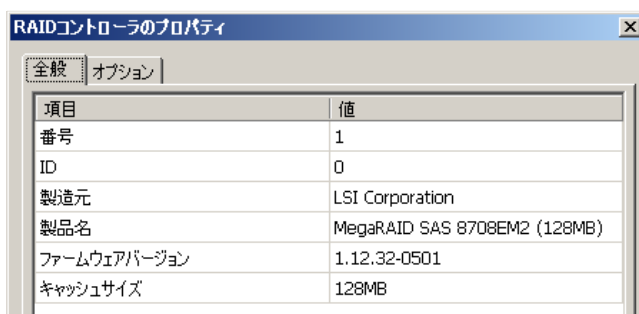 RAIDコントローラのプロパティ
全般 オプション
項目 値
番号 1
ID 0
製造元 LSI Corporation
製品名 MegaRAID SAS 8708EM2 (128MB)
ファームウェアバージョン 1.12.32-0501
キャッシュサイズ 128MB